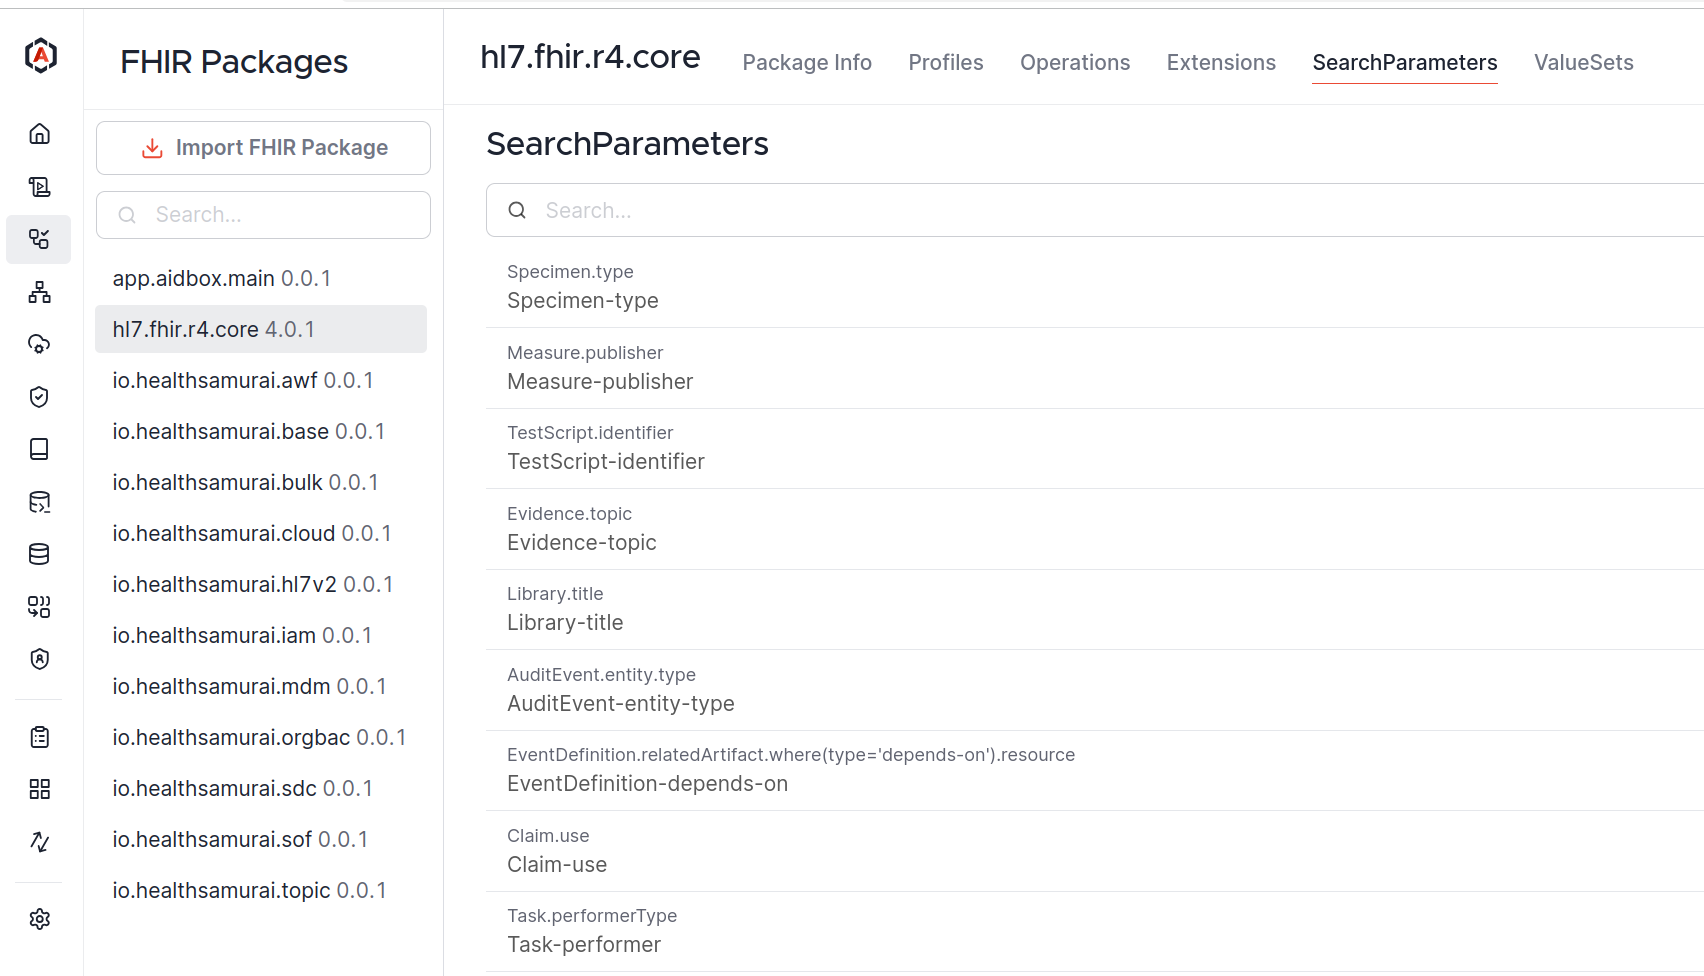 FHIR Packages
Import FHIR Package
Search...
app.aidbox.main 0.0.1
hl7.fhir.r4.core 4.0.1
io.healthsamurai.awf 0.0.1
io.healthsamurai.base 0.0.1
io.healthsamurai.bulk 0.0.1
io.healthsamurai.cloud 0.0.1
io.healthsamurai.hl7v2 0.0.1
io.healthsamurai.iam 0.0.1
io.healthsamurai.mdm 0.0.1
io.healthsamurai.orgbac 0.0.1
io.healthsamurai.sdc 0.0.1
io.healthsamurai.sof 0.0.1
io.healthsamurai.topic 0.0.1
hl7.fhir.r4.core Package Info Profiles Operations Extensions SearchParameters ValueSets
SearchParameters
Search...
Specimen.type
Specimen-type
Measure.publisher
Measure-publisher
TestScript.identifier
TestScript-identifier
Evidence.topic
Evidence-topic
Library.title
Library-title
AuditEvent.entity.type
AuditEvent-entity-type
EventDefinition.relatedArtifact.where(type='depends-on').resource
EventDefinition-depends-on
Claim.use
Claim-use
Task.performerType
Task-performer